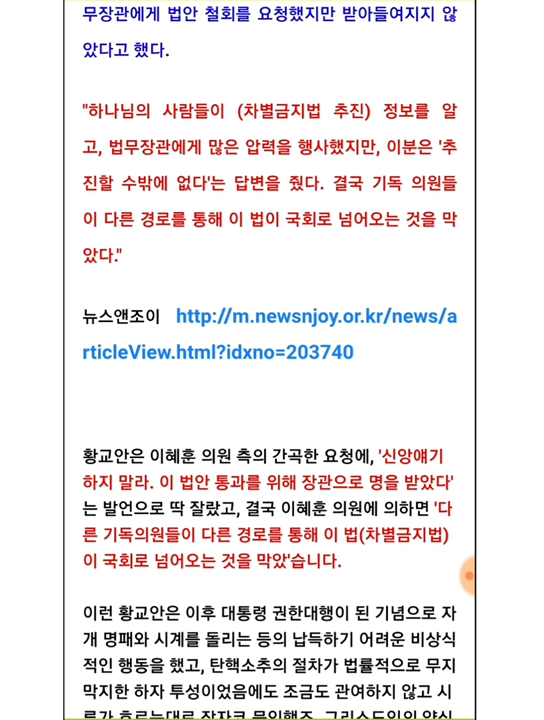 무장관에게 법안 철회를 요청했지만 받아들여지지 않
았다고 했다.
"하나님의 사람들이 (차별금지법 추진) 정보를 알
고, 법무장관에게 많은 압력을 행사했지만, 이분은 '추
진할 수밖에 없다'는 답변을 줬다. 결국 기독 의원들
이 다른 경로를 통해 이 법이 국회로 넘어오는 것을 막
았다."
뉴스앤조이 http://m.newsnjoy.or.kr/news/a
rticleView.html?idxno=203740
황교안은 이혜훈 의원 측의 간곡한 요청에, '신앙얘기
하지 말라. 이 법안 통과를 위해 장관으로 명을 받았다'
는 발언으로 딱 잘랐고, 결국 이혜훈 의원에 의하면 '다
른 기독의원들이 다른 경로를 통해 이 법(차별금지법)
이 국회로 넘어오는 것을 막았'습니다.
이런 황교안은 이후 대통령 권한대행이 된 기념으로 자
개 명패와 시계를 돌리는 등의 납득하기 어려운 비상식
적인 행동을 했고, 탄핵소추의 절차가 법률적으로 무지
막지한 하자 투성이었음에도 조금도 관여하지 않고 시